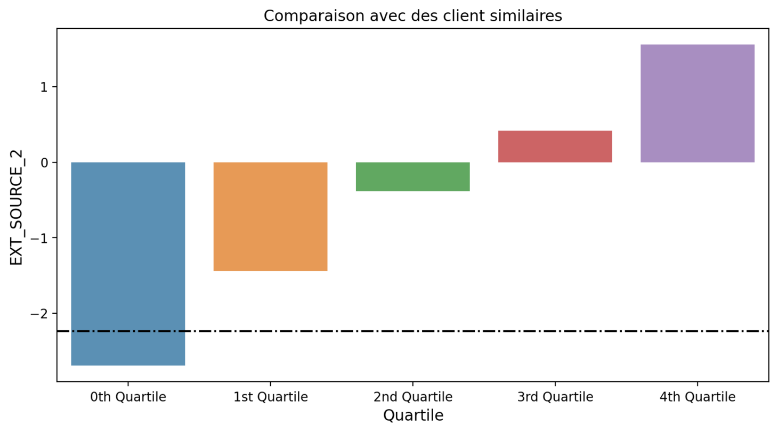 Comparaison avec des client similaires
EXT_SOURCE_2
1
0
−1
−2
0th Quartile
1st Quartile
2nd Quartile
3rd Quartile
4th Quartile
Quartile